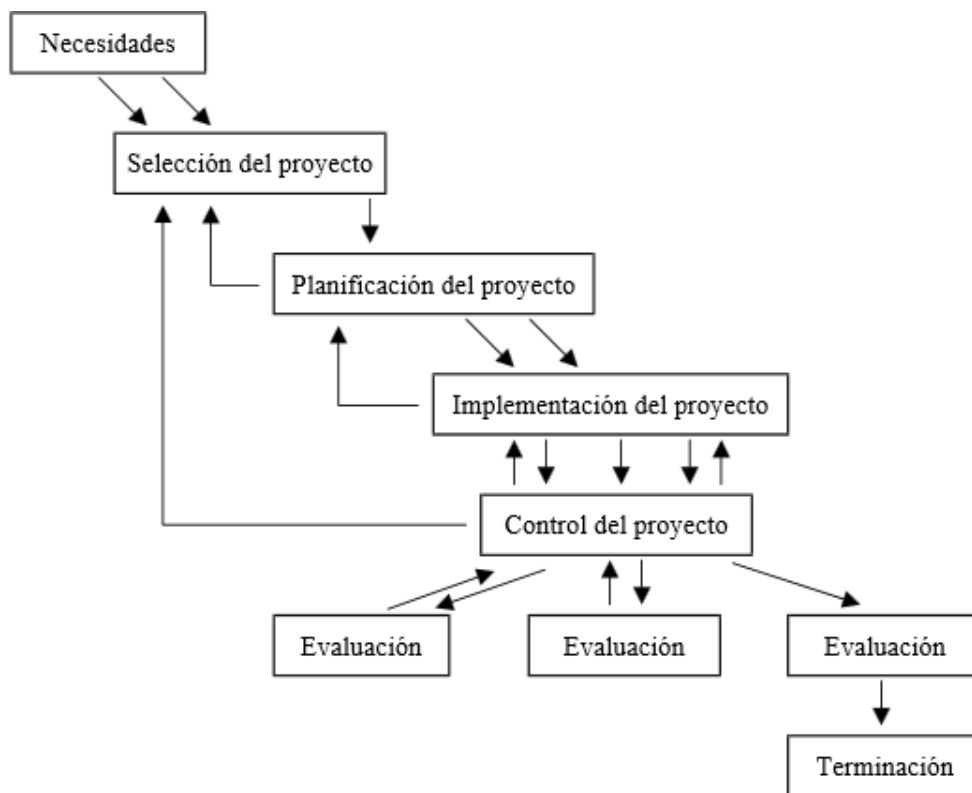 Necesidades
Selección del proyecto
Planificación del proyecto
Implementación del proyecto
Control del proyecto
Evaluación
Evaluación
Evaluación
Terminación